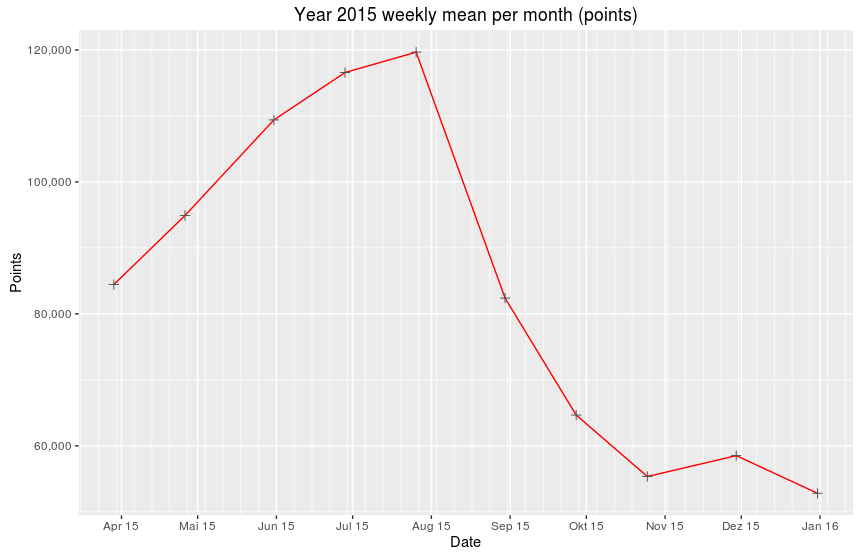 Year 2015 weekly mean per month (points)
120,000
100,000
80,000
60,000
Points
Apr 15 Mai 15 Jun 15 Jul 15 Aug 15 Sep 15 Okt 15 Nov 15 Dez 15 Jan 16
Date